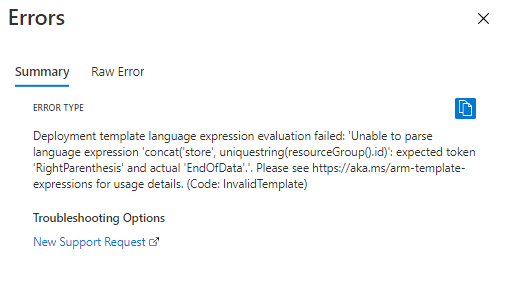 Errors
Summary Raw Error
ERROR TYPE
Deployment template language expression evaluation failed: 'Unable to parse
language expression 'concat('store', uniquestring(resourceGroup().id)': expected token
'RightParenthesis' and actual 'EndOfData'.'. Please see https://aka.ms/arm-template-
expressions for usage details. (Code: InvalidTemplate)
Troubleshooting Options
New Support Request